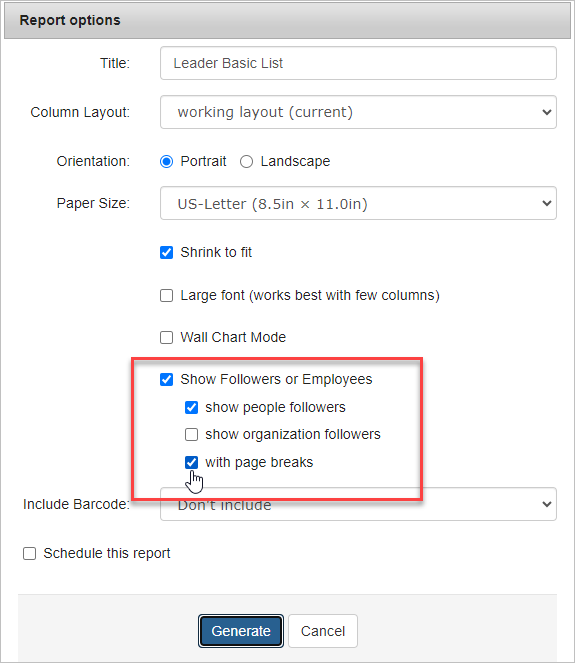 Report options
Title: Leader Basic List
Column Layout: working layout (current)
Orientation: Portrait Landscape
Paper Size: US-Letter (8.5in × 11.0in)
Shrink to fit
Large font (works best with few columns)
Wall Chart Mode
Show Followers or Employees
show people followers
show organization followers
with page breaks
Include Barcode: Don't include
Schedule this report
Generate Cancel